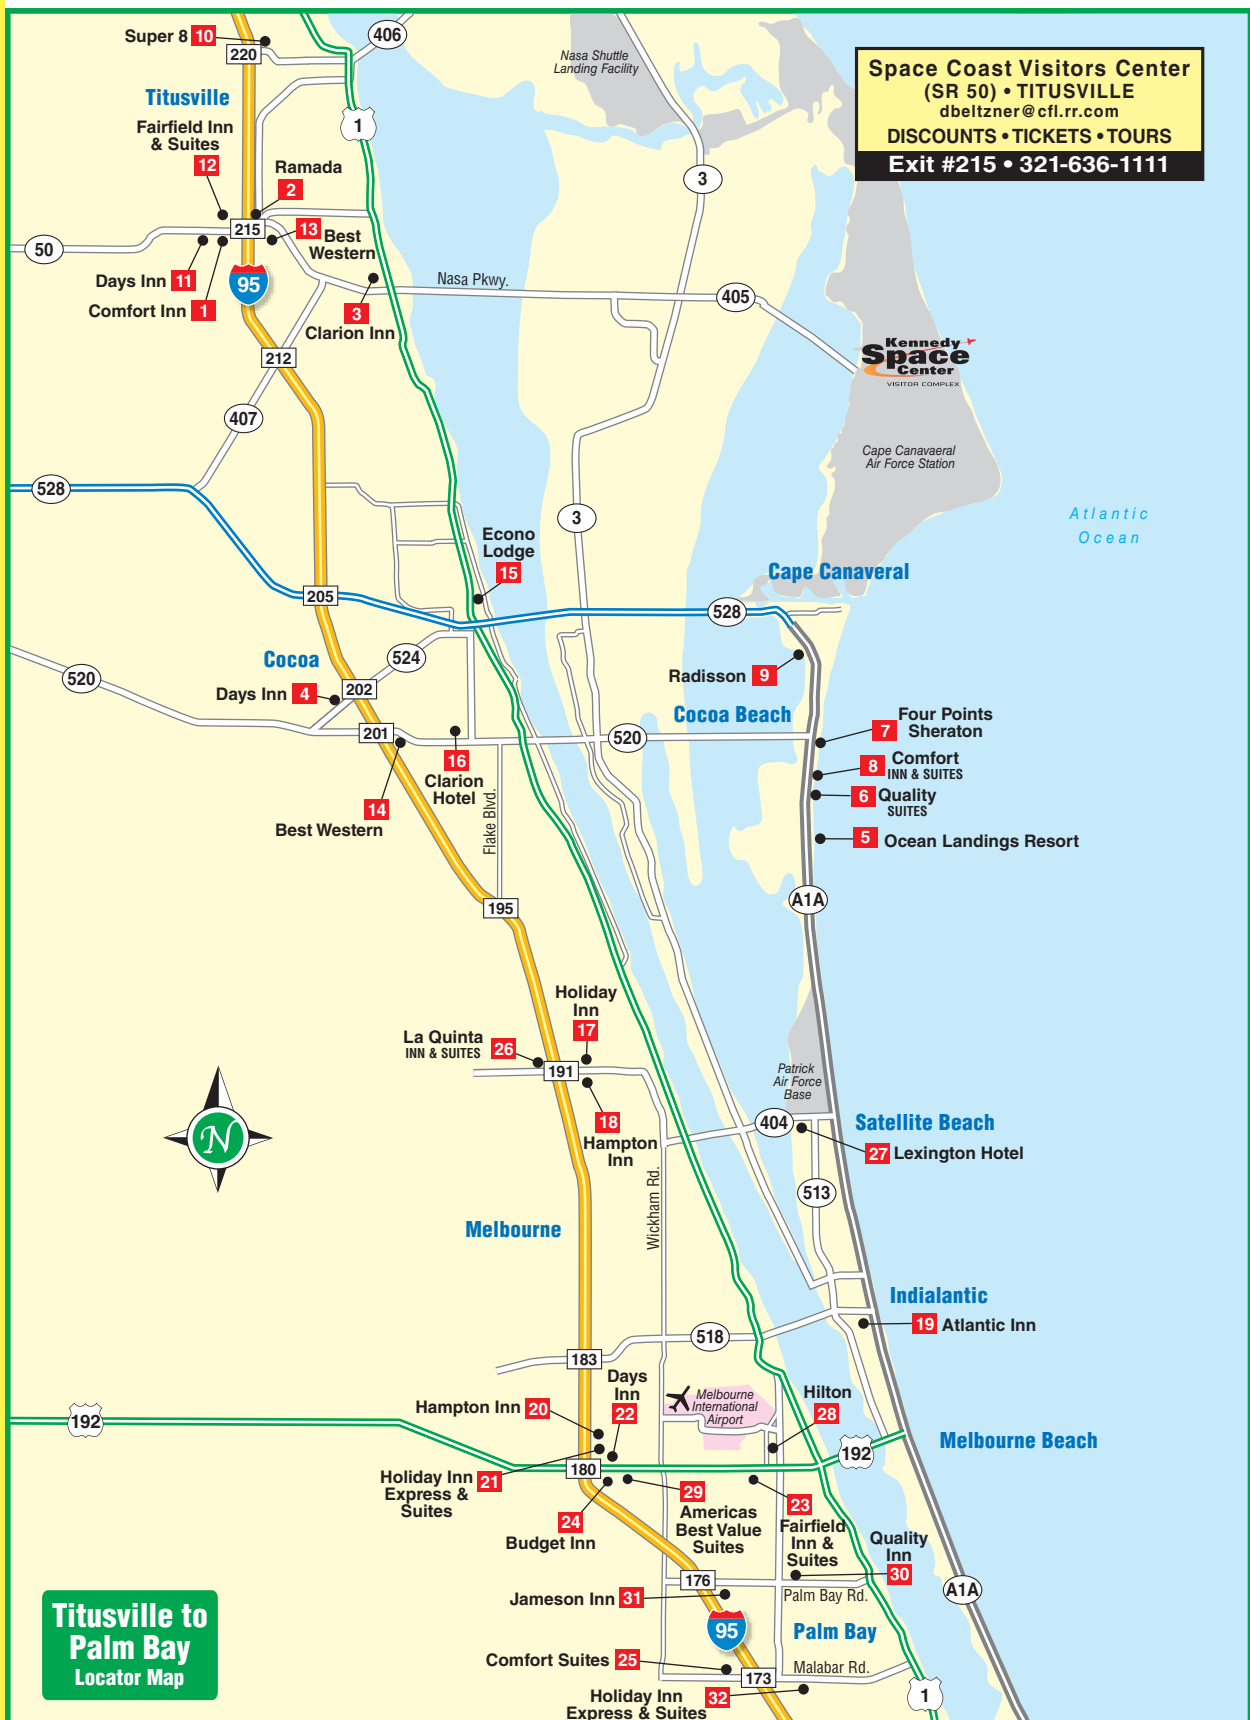 Super 8 10
220
406
Nasa Shuttle
Landing Facility
Space Coast Visitors Center
(SR 50) • TITUSVILLE
dbeltzner@cfl.rr.com
DISCOUNTS • TICKETS • TOURS
Exit #215 • 321-636-1111
Titusville
Fairfield Inn
& Suites
12
1
Ramada
2
3
215
13 Best
Western
50
Days Inn 11
95
Comfort Inn 1
Nasa Pkwy.
405
3
Clarion Inn
212
Kennedy
Space
Center
VISITOR COMPLEX
407
Cape Canavaeral
Air Force Station
528
3
Atlantic
Ocean
Econo
Lodge
15
Cape Canaveral
205
528
Cocoa
524
520
Days Inn 4
202
Radisson 9
Cocoa Beach
201
520
7 Four Points
Sheraton
16
Clarion
Hotel
8 Comfort
INN & SUITES
6 Quality
SUITES
14
Best Western
Flake Blvd.
5 Ocean Landings Resort
A1A
195
Holiday
Inn
17
La Quinta
INN & SUITES
26
191
Patrick
Air Force
Base
18
Hampton
Inn
404
Satellite Beach
27 Lexington Hotel
N
513
Wickham Rd.
Melbourne
Indialantic
19 Atlantic Inn
518
183
Days
Inn
22
Hampton Inn 20
Melbourne
International
Airport
Hilton
28
192
192
Melbourne Beach
180
Holiday Inn
Express &
Suites
21
24
Budget Inn
29
Americas
Best Value
Suites
23
Fairfield
Inn &
Suites
Quality
Inn
30
176
Jameson Inn 31
Palm Bay Rd.
A1A
Titusville to
Palm Bay
Locator Map
95
Palm Bay
Comfort Suites 25
173
Malabar Rd.
Holiday Inn
Express & Suites
32
1